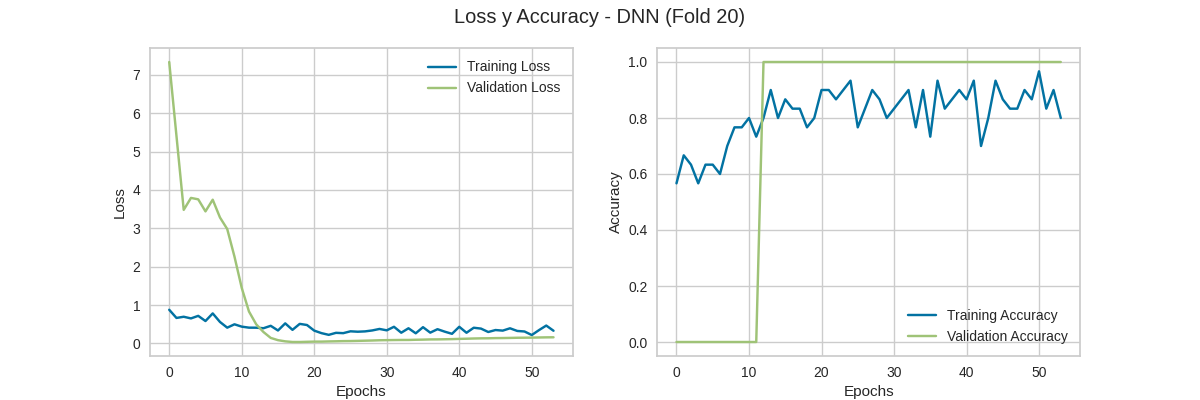 Loss y Accuracy - DNN (Fold 20)
Training Loss
Validation Loss
7
6
5
4
3
2
1
0
Loss
0 10 20 30 40 50
Epochs
1.0
0.8
0.6
0.4
0.2
0.0
Accuracy
Training Accuracy
Validation Accuracy
0 10 20 30 40 50
Epochs